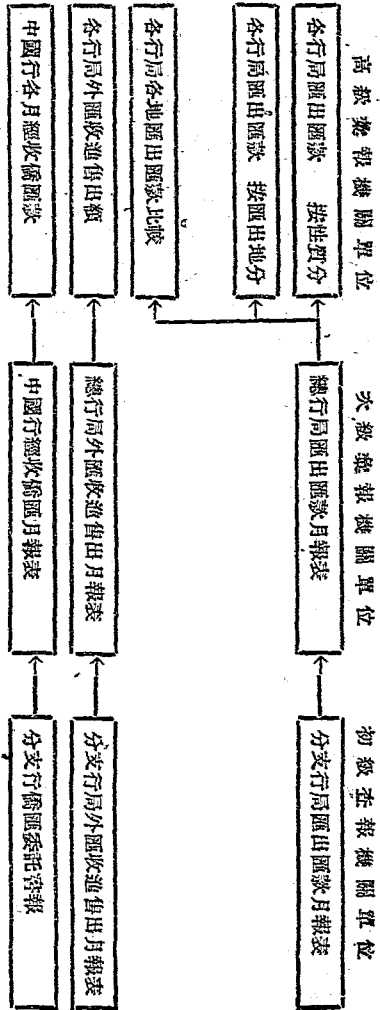 高級彙報機關單位
各行局匯出匯款　按性質分
各行局匯出匯款　按匯出地分
各行局各地匯出匯款比較
各行局外匯收進售出額
中國行各月經收僑匯款
次級彙報機關單位
總行局匯出匯款月報表
總行局外匯收進售出月報表
中國行經收僑匯月報表
初級查報機關單位
分支行局匯出匯款月報表
分支行局外匯收進售出月報表
分支行僑匯委託